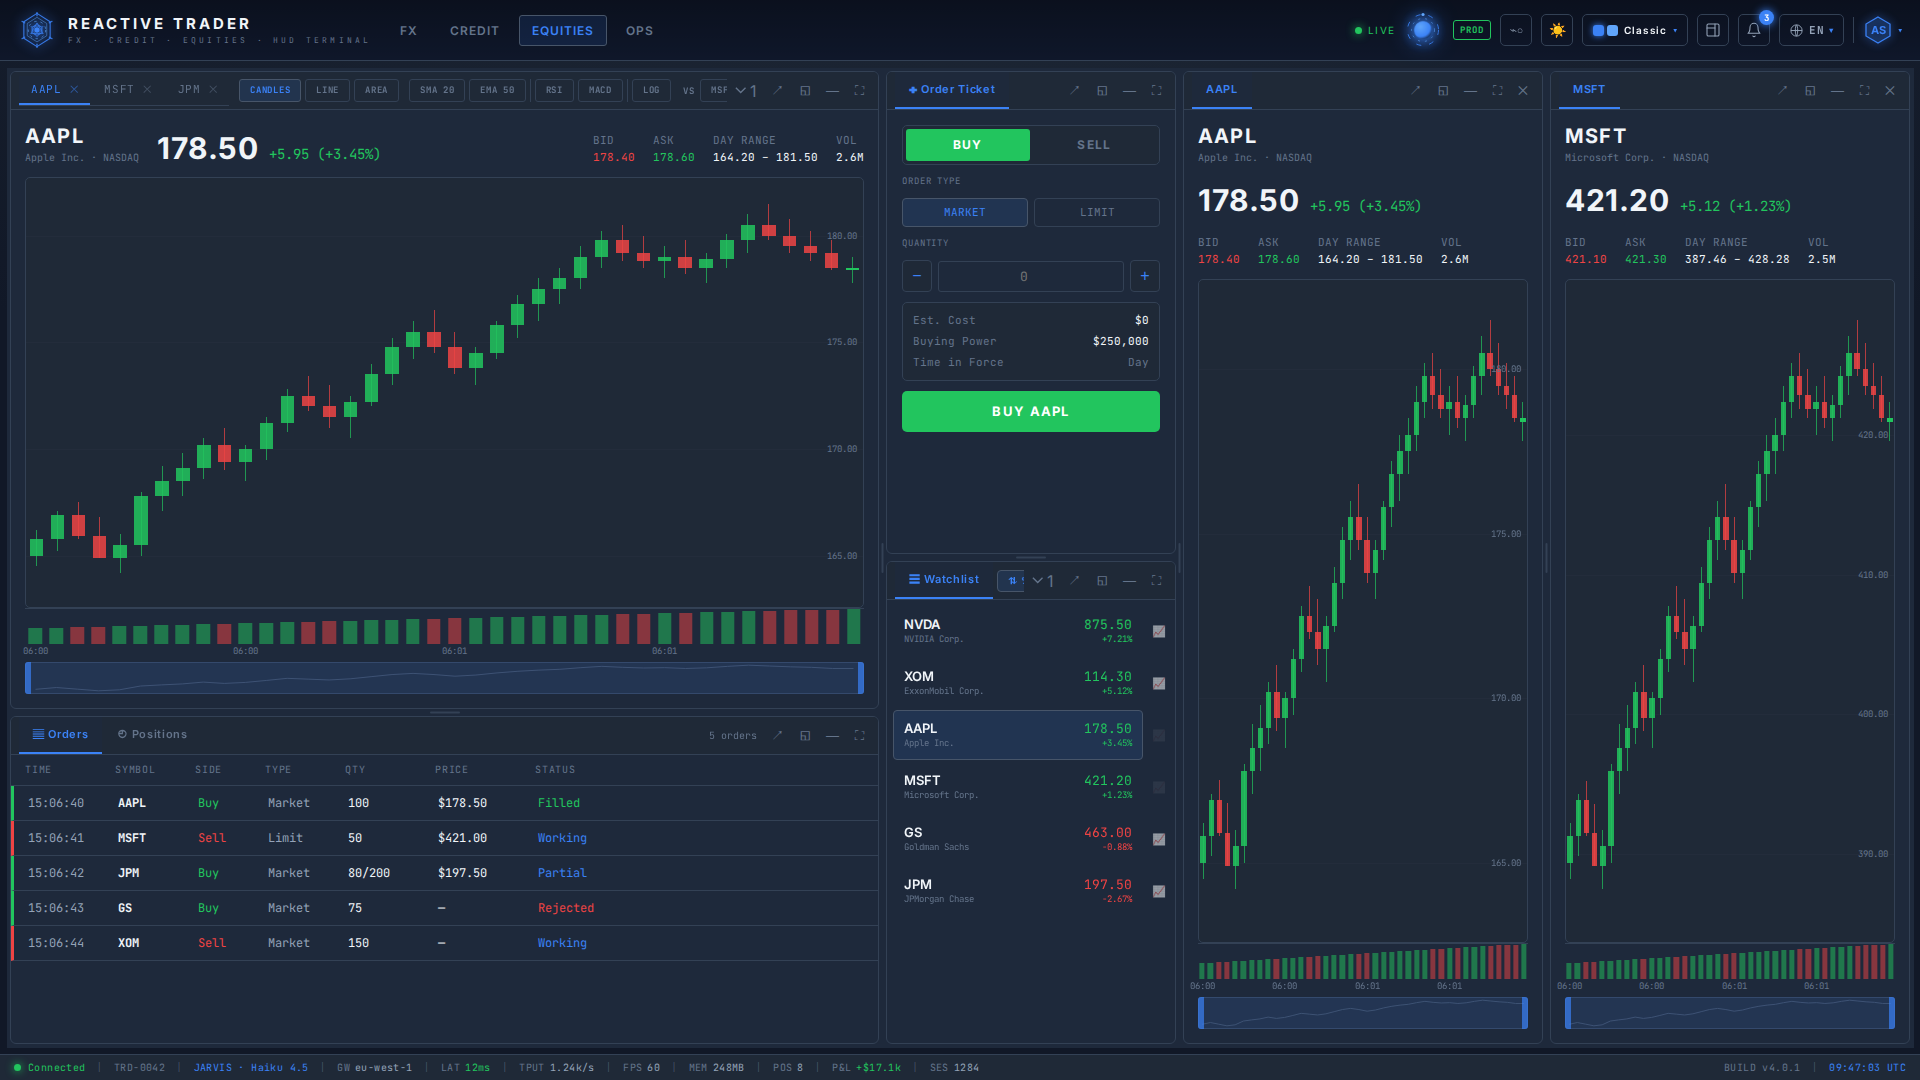 REACTIVE TRADER
FX · CREDIT · EQUITIES · HUD TERMINAL
FX CREDIT EQUITIES OPS
LIVE PROD Classic 3 EN AS
AAPL MSFT JPM CANDLES LINE AREA SMA 20 EMA 50 RSI MACD LOG VS 1
AAPL
Apple Inc. · NASDAQ
178.50 +5.95 (+3.45%)
BID ASK DAY RANGE VOL
178.40 178.60 164.20 – 181.50 2.6M
180.00
175.00
170.00
165.00
06:00 06:00 06:01 06:01
Orders Positions 5 orders
TIME SYMBOL SIDE TYPE QTY PRICE STATUS
15:06:40 AAPL Buy Market 100 $178.50 Filled
15:06:41 MSFT Sell Limit 50 $421.00 Working
15:06:42 JPM Buy Market 80/200 $197.50 Partial
15:06:43 GS Buy Market 75 – Rejected
15:06:44 XOM Sell Market 150 – Working
Order Ticket
BUY SELL
ORDER TYPE
MARKET LIMIT
QUANTITY
− 0 +
Est. Cost $0
Buying Power $250,000
Time in Force Day
BUY AAPL
Watchlist 1
NVDA 875.50
NVIDIA Corp. +7.21%
XOM 114.30
ExxonMobil Corp. +5.12%
AAPL 178.50
Apple Inc. +3.45%
MSFT 421.20
Microsoft Corp. +1.23%
GS 463.00
Goldman Sachs -0.88%
JPM 197.50
JPMorgan Chase -2.67%
AAPL
AAPL
Apple Inc. · NASDAQ
178.50 +5.95 (+3.45%)
BID ASK DAY RANGE VOL
178.40 178.60 164.20 – 181.50 2.6M
180.00
175.00
170.00
165.00
06:00 06:00 06:01 06:01
MSFT
MSFT
Microsoft Corp. · NASDAQ
421.20 +5.12 (+1.23%)
BID ASK DAY RANGE VOL
421.10 421.30 387.46 – 428.28 2.5M
420.00
410.00
400.00
390.00
06:00 06:00 06:01 06:01
Connected TRD-0042 JARVIS · Haiku 4.5 GW eu-west-1 LAT 12ms TPUT 1.24k/s FPS 60 MEM 248MB POS 8 P&L +$17.1k SES 1284 BUILD v4.0.1 09:47:03 UTC